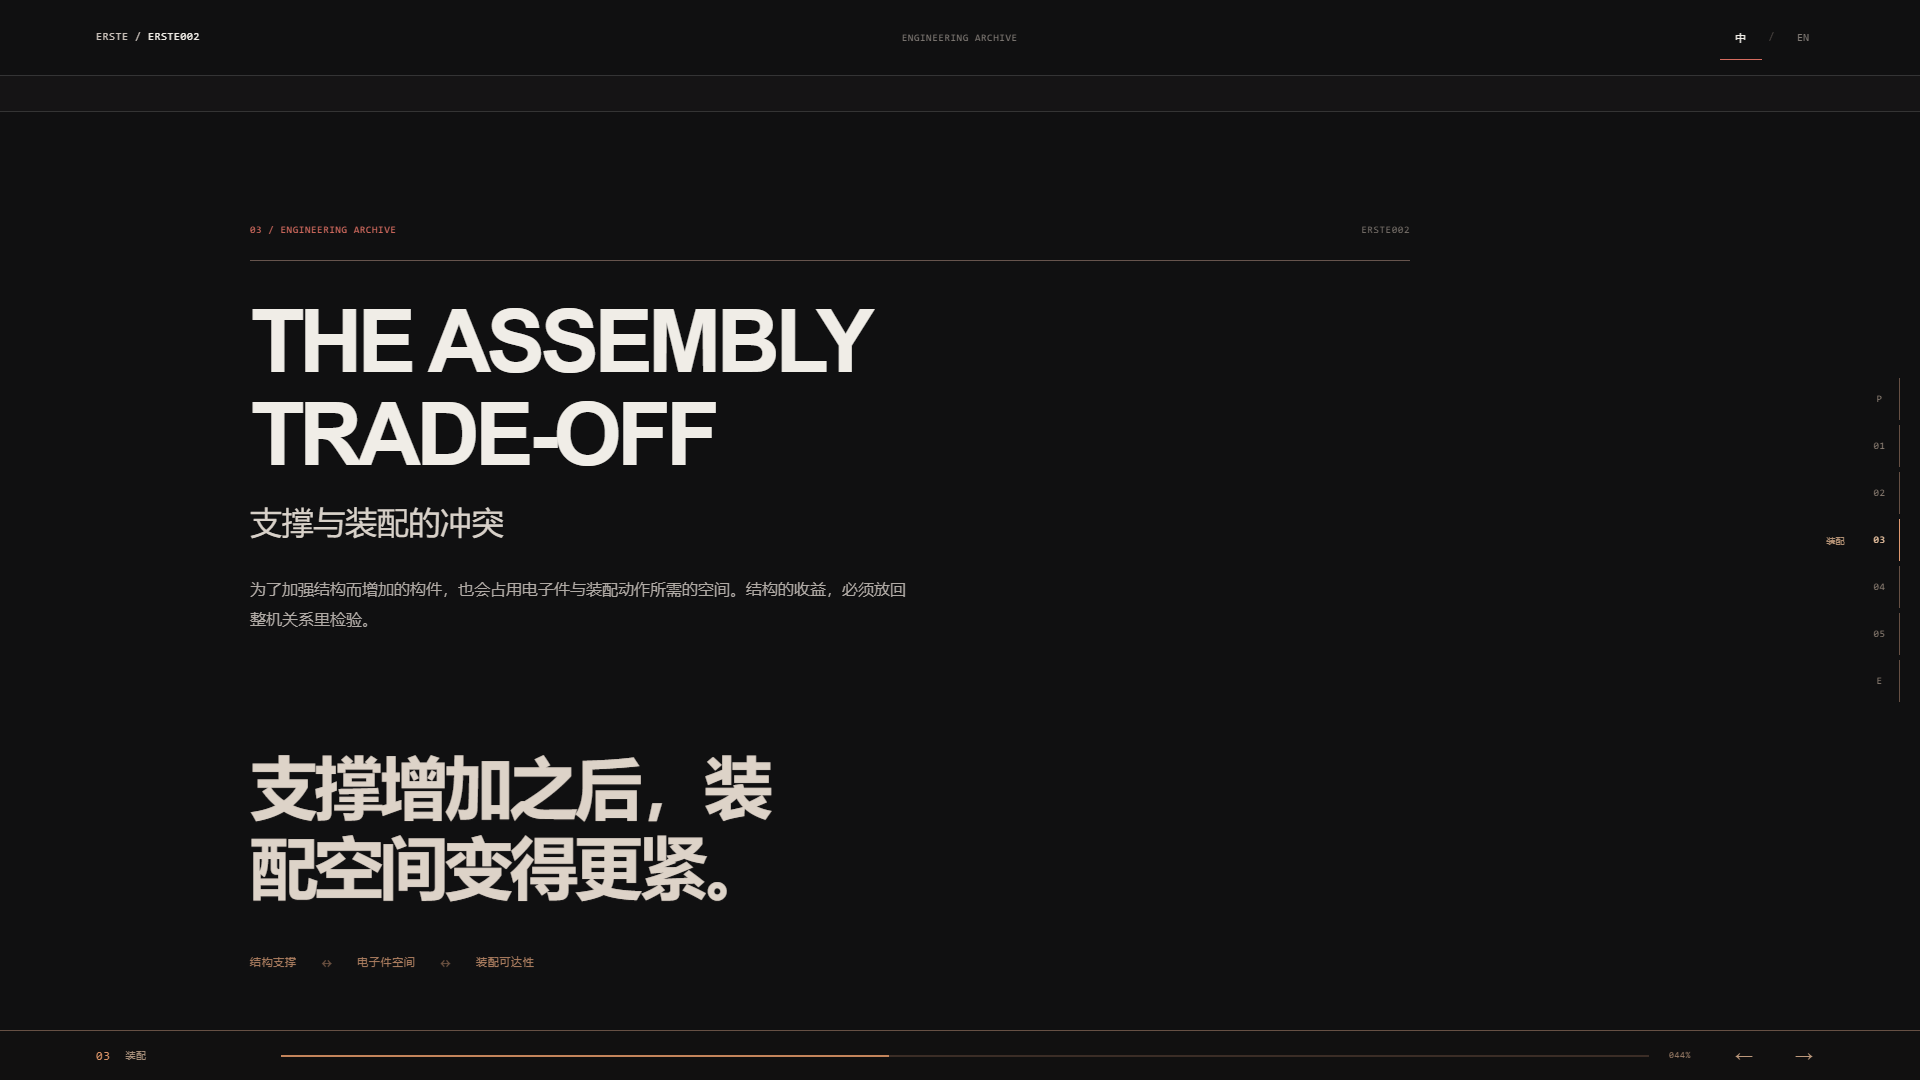 ERSTE / ERSTE002
ENGINEERING ARCHIVE
中 / EN
03 / ENGINEERING ARCHIVE
ERSTE002
THE ASSEMBLY
TRADE-OFF
支撑与装配的冲突
为了加强结构而增加的构件，也会占用电子件与装配动作所需的空间。结构的收益，必须放回
整机关系里检验。
支撑增加之后，装
配空间变得更紧。
结构支撑 ↔ 电子件空间 ↔ 装配可达性
P
01
02
装配 03
04
05
E
03 装配
044%
← →